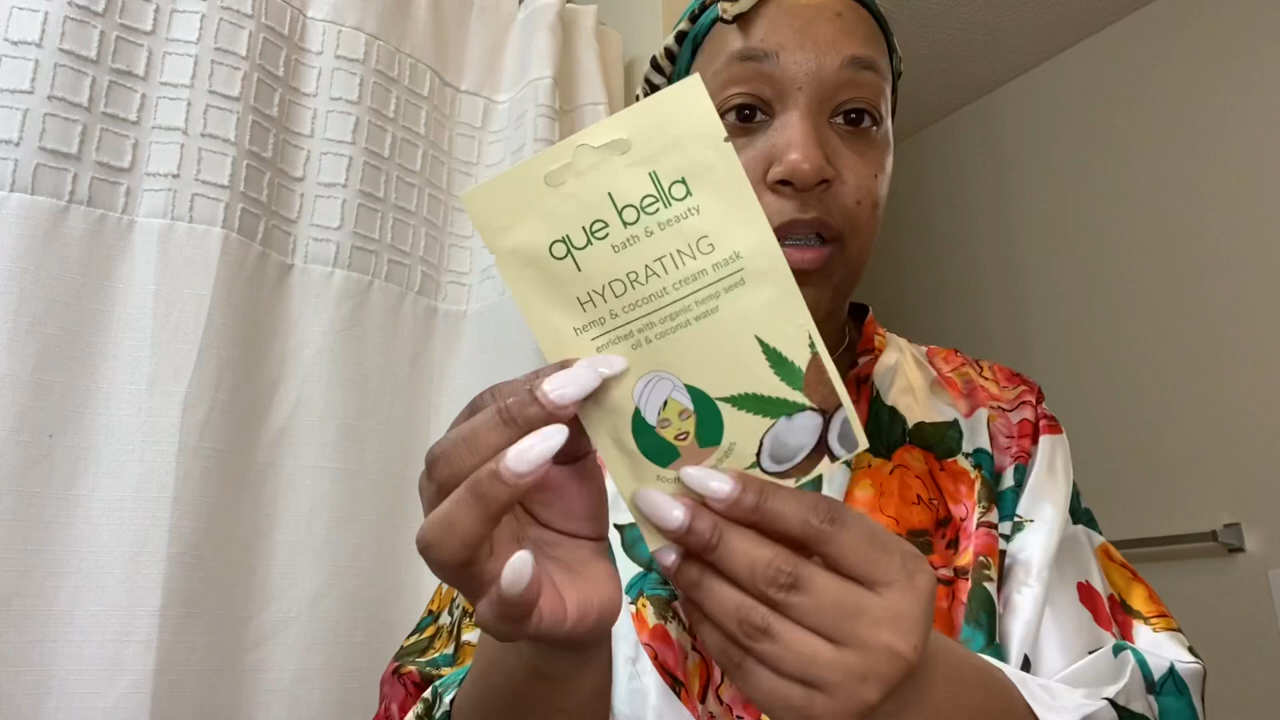 que bella
bath & beauty
HYDRATING
hemp & coconut cream mask
enriched with organic hemp seed
oil & coconut water